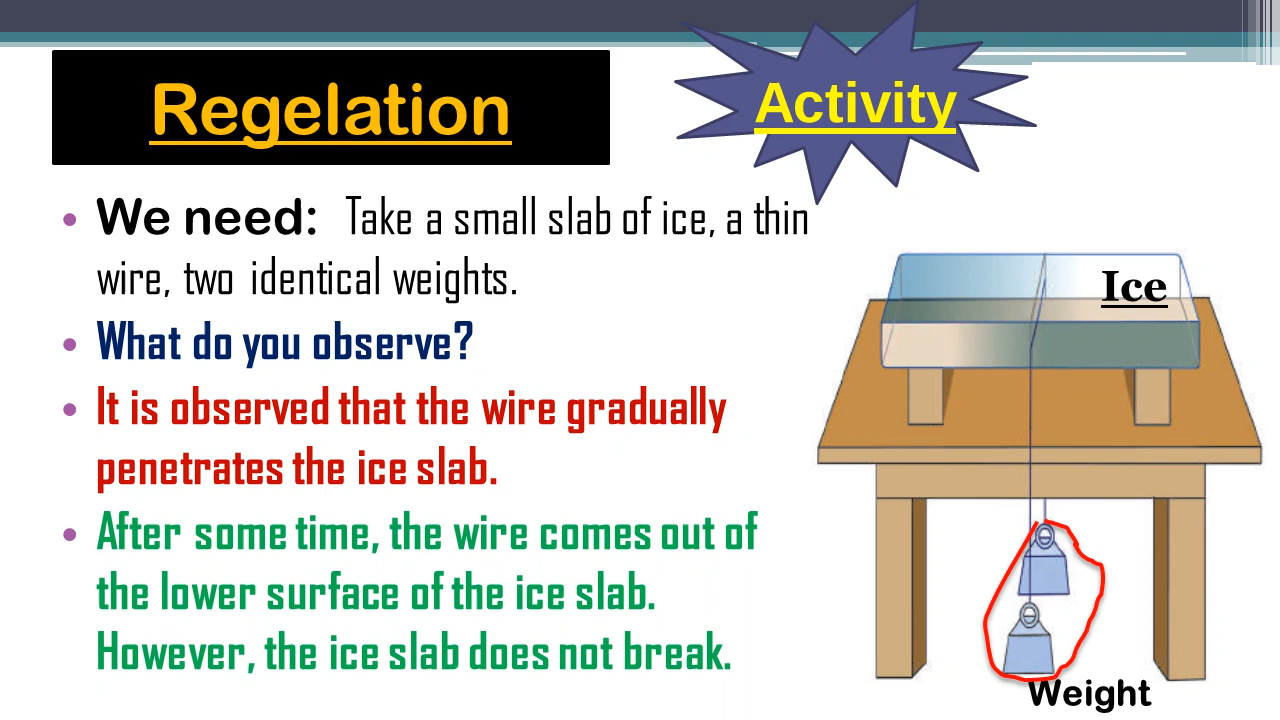 Regelation
Activity
• We need: Take a small slab of ice, a thin
wire, two identical weights.
• What do you observe?
• It is observed that the wire gradually
penetrates the ice slab.
• After some time, the wire comes out of
the lower surface of the ice slab.
However, the ice slab does not break.
Ice
Weight